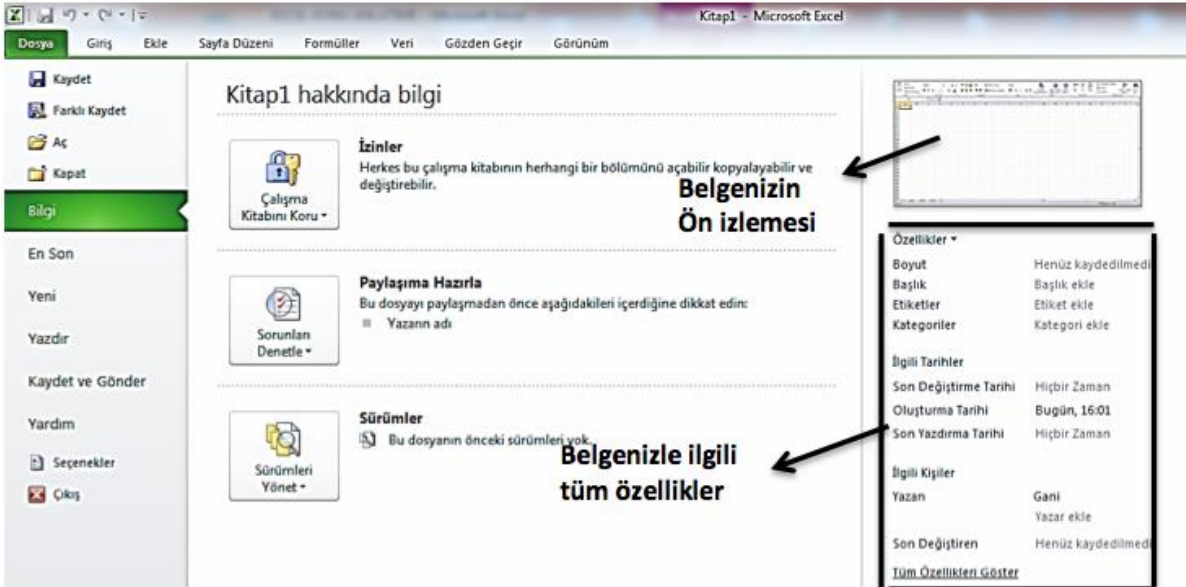 Kitap1 - Microsoft Excel
Dosya Giriş Ekle Sayfa Düzeni Formüller Veri Gözden Geçir Görünüm
Kaydet
Farklı Kaydet
Aç
Kapat
Bilgi
En Son
Yeni
Yazdır
Kaydet ve Gönder
Yardım
Seçenekler
Çıkış
Kitap1 hakkında bilgi
Çalışma
Kitabını Koru
İzinler
Herkes bu çalışma kitabının herhangi bir bölümünü açabilir kopyalayabilir ve
değiştirebilir.
Sorunları
Denetle
Paylaşıma Hazırla
Bu dosyayı paylaşmadan önce aşağıdakileri içerdiğine dikkat edin:
Yazarın adı
Sürümleri
Yönet
Sürümler
Bu dosyanın önceki sürümleri yok.
Belgenizin
Ön izlemesi
Belgenizle ilgili
tüm özellikler
Özellikler
Boyut Henüz kaydedilmedi
Başlık Başlık ekle
Etiketler Etiket ekle
Kategoriler Kategori ekle
İlgili Tarihler
Son Değiştirme Tarihi Hiçbir Zaman
Oluşturma Tarihi Bugün, 16:01
Son Yazdırma Tarihi Hiçbir Zaman
İlgili Kişiler
Yazan Gani
Yazar ekle
Son Değiştiren Henüz kaydedilmedi
Tüm Özellikleri Göster